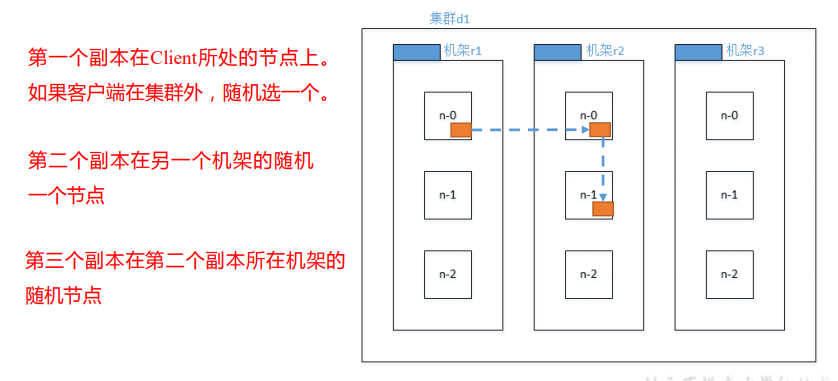 集群d1
第一个副本在Client所处的节点上。
如果客户端在集群外，随机选一个。
第二个副本在另一个机架的随机
一个节点
第三个副本在第二个副本所在机架的
随机节点
机架r1
机架r2
机架r3
n-0
n-0
n-0
n-1
n-1
n-1
n-2
n-2
n-2